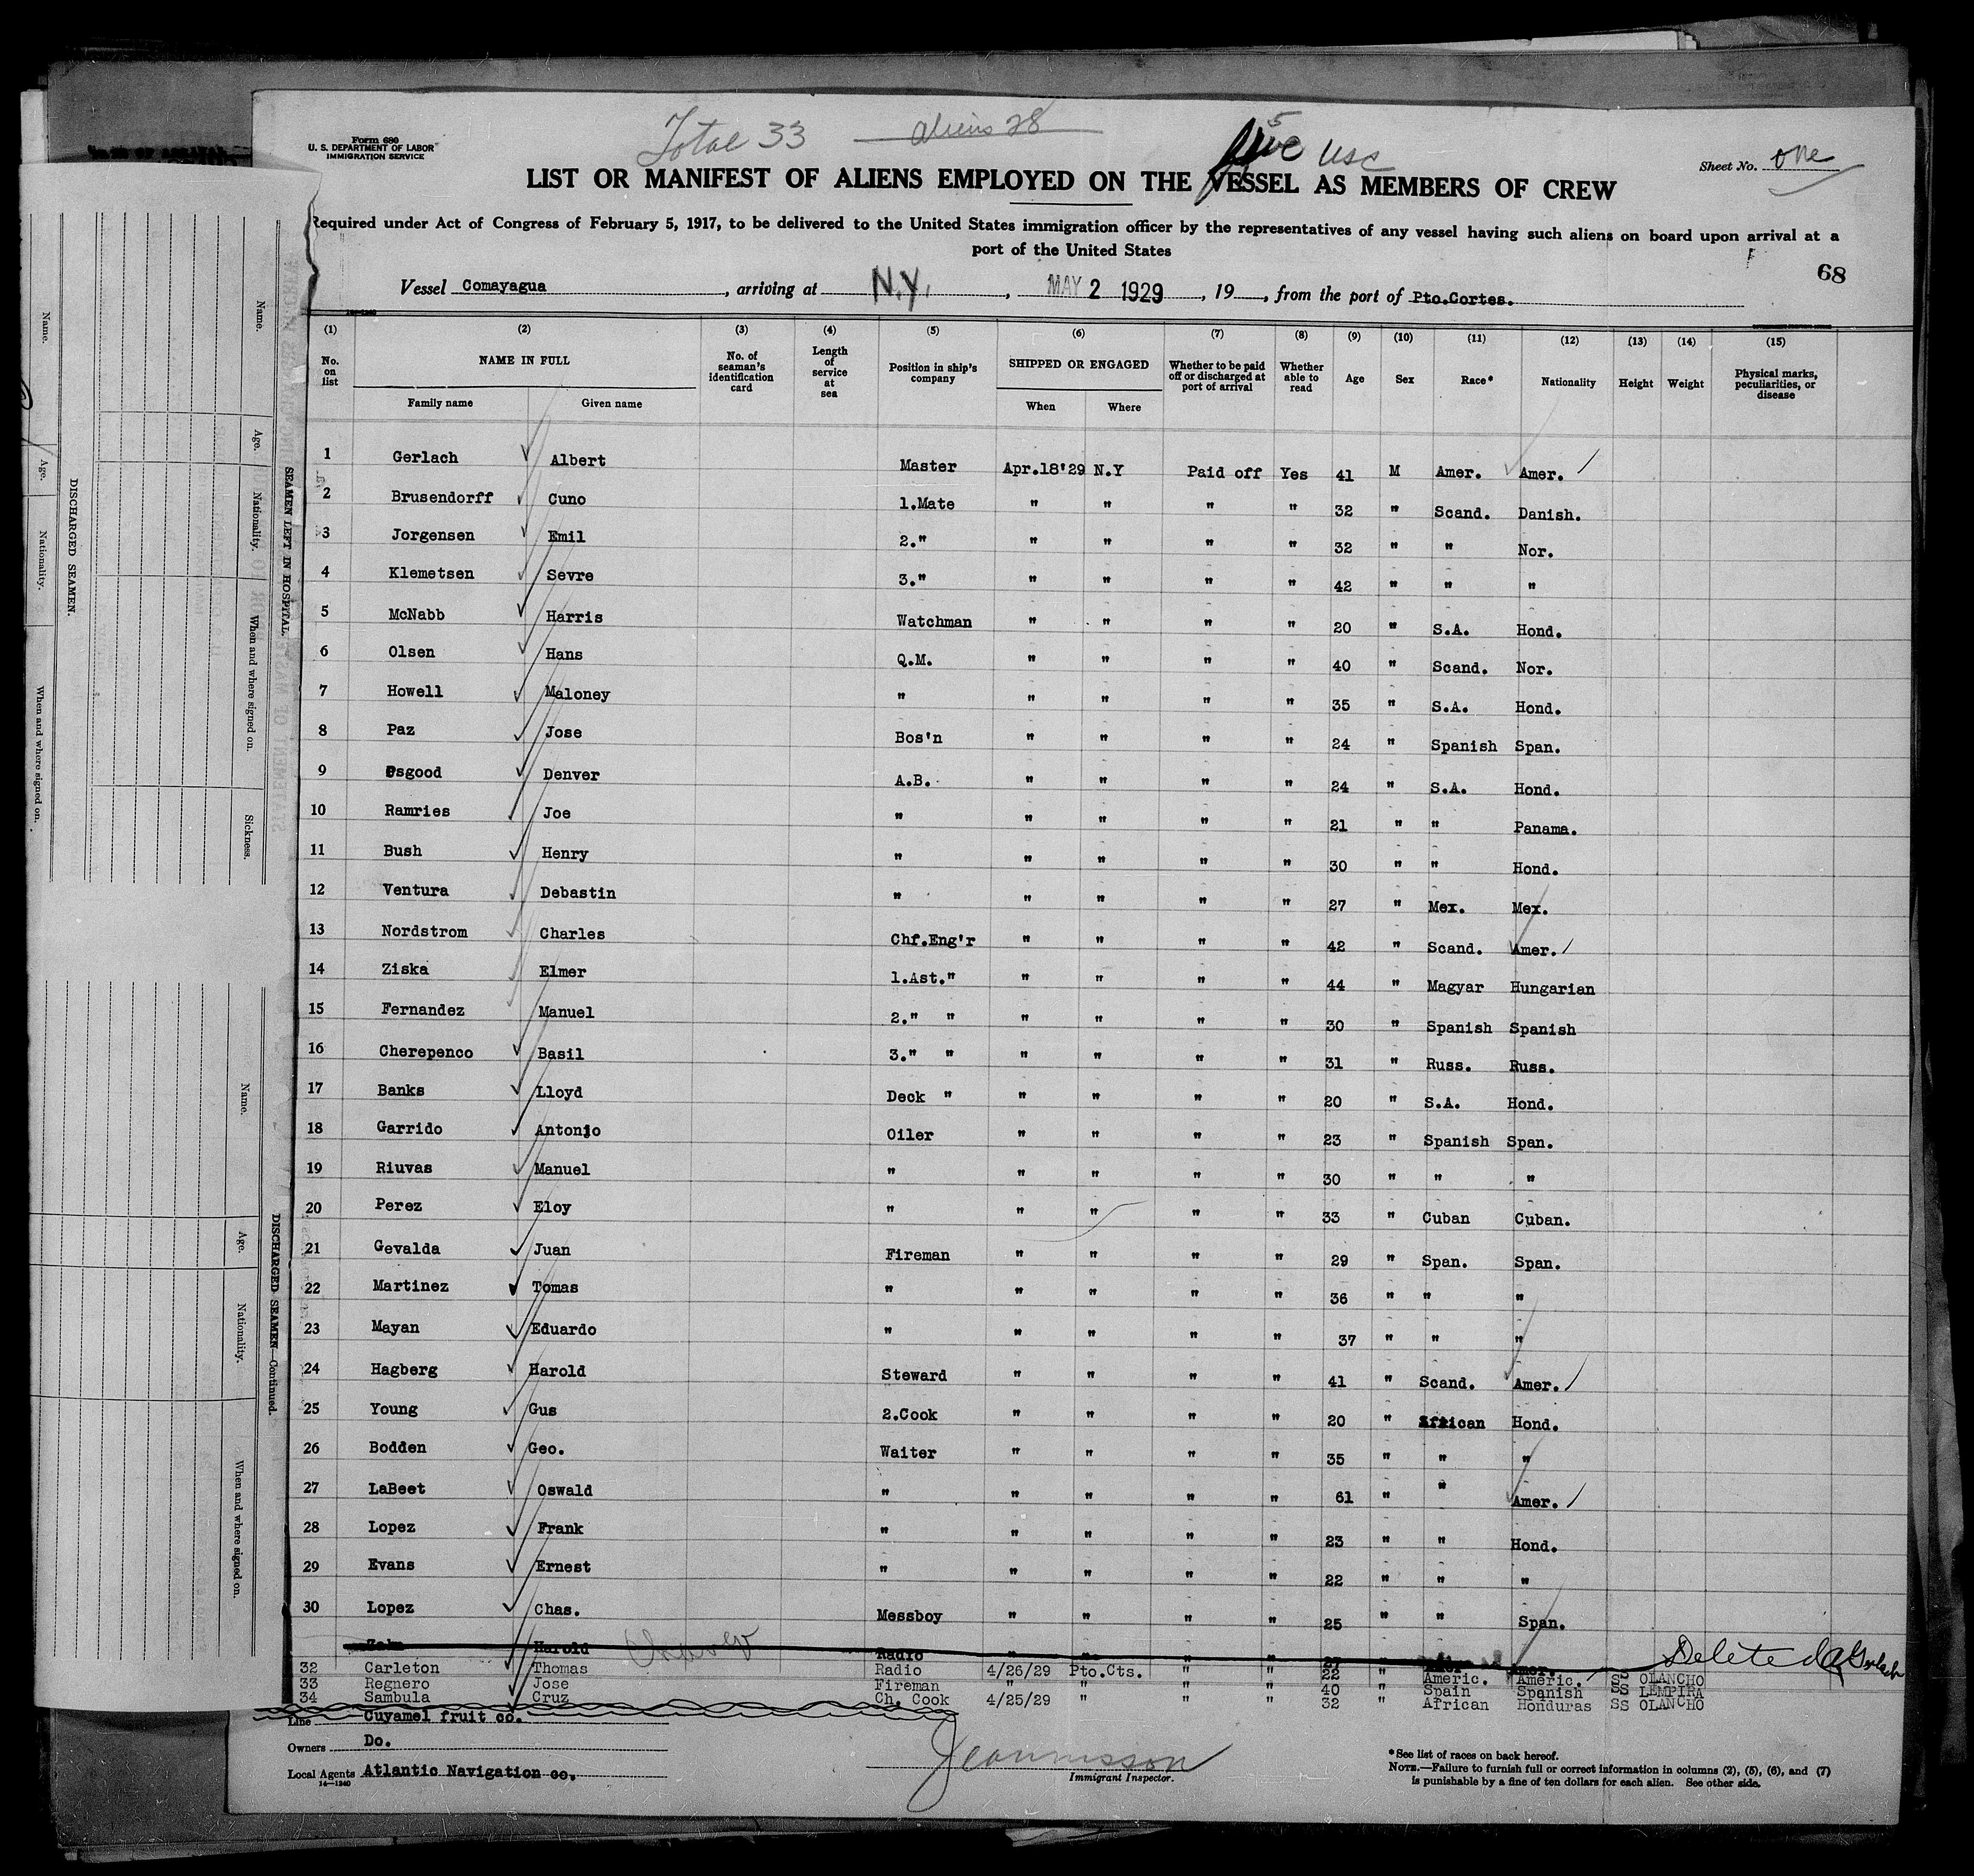 Total 33 aliens 28 5 five usc
Form 680
U. S. DEPARTMENT OF LABOR
IMMIGRATION SERVICE
Sheet No. one
LIST OR MANIFEST OF ALIENS EMPLOYED ON THE VESSEL AS MEMBERS OF CREW
Required under Act of Congress of February 5, 1917, to be delivered to the United States immigration officer by the representatives of any vessel having such aliens on board upon arrival at a
port of the United States
68
Vessel Comayagua, arriving at N.Y., MAY 2 1929, 19, from the port of Pto.Cortes.
(1) (2) (3) (4) (5) (6) (7) (8) (9) (10) (11) (12) (13) (14) (15)
No. on list NAME IN FULL No. of seaman's identification card Length of service at sea Position in ship's company SHIPPED OR ENGAGED Whether to be paid off or discharged at port of arrival Whether able to read Age Sex Race* Nationality Height Weight Physical marks, peculiarities, or disease
Family name Given name When Where
1 Gerlach Albert Master Apr.18'29 N.Y Paid off Yes 41 M Amer. Amer.
2 Brusendorff Cuno 1.Mate " " " " 32 " Scand. Danish.
3 Jorgensen Emil 2." " " " " 32 " " Nor.
4 Klemetsen Sevre 3." " " " " 42 " " "
5 McNabb Harris Watchman " " " " 20 " S.A. Hond.
6 Olsen Hans Q.M. " " " " 40 " Scand. Nor.
7 Howell Maloney " " " " " 35 " S.A. Hond.
8 Paz Jose Bos'n " " " " 24 " Spanish Span.
9 Osgood Denver A.B. " " " " 24 " S.A. Hond.
10 Ramries Joe " " " " " 21 " " Panama.
11 Bush Henry " " " " " 30 " " Hond.
12 Ventura Debastin " " " " " 27 " Mex. Mex.
13 Nordstrom Charles Chf.Eng'r " " " " 42 " Scand. Amer.
14 Ziska Elmer 1.Ast." " " " " 44 " Magyar Hungarian
15 Fernandez Manuel 2." " " " " " 30 " Spanish Spanish
16 Cherepenco Basil 3." " " " " " 31 " Russ. Russ.
17 Banks Lloyd Deck " " " " " 20 " S.A. Hond.
18 Garrido Antonio Oiler " " " " 23 " Spanish Span.
19 Riuvas Manuel " " " " " 30 " " "
20 Perez Eloy " " " " " 33 " Cuban Cuban.
21 Gevalda Juan Fireman " " " " 29 " Span. Span.
22 Martinez Tomas " " " " " 36 " " "
23 Mayan Eduardo " " " " " 37 " " "
24 Hagberg Harold Steward " " " " 41 " Scand. Amer.
25 Young Gus 2.Cook " " " " 20 " African Hond.
26 Bodden Geo. Waiter " " " " 35 " " "
27 LaBeet Oswald " " " " " 61 " " Amer.
28 Lopez Frank " " " " " 23 " " Hond.
29 Evans Ernest " " " " " 22 " " "
30 Lopez Chas. Messboy " " " " 25 " " Span.
Harold Radio " " " " 27 " Amer. Deleted
32 Carleton Thomas Radio 4/26/29 Pto.Cts. " " 22 " Americ. Americ. SS OLANCHO
33 Regnero Jose Fireman " " " " 40 " Spain Spanish SS LEMPIRA
34 Sambula Cruz Ch. Cook 4/25/29 " " " 32 " African Honduras SS OLANCHO
Line Cuyamel fruit co.
Owners Do.
Local Agents Atlantic Navigation co.
14—1240
Immigrant Inspector.
*See list of races on back hereof.
NOTE.—Failure to furnish full or correct information in columns (2), (5), (6), and (7)
is punishable by a fine of ten dollars for each alien. See other side.
SEAMEN LEFT IN HOSPITAL.
Name. Age. Nationality. When and where signed on. Sickness.
DISCHARGED SEAMEN.
Name. Age. Nationality. When and where signed on.
DISCHARGED SEAMEN—Continued.
Name. Age. Nationality. When and where signed on.